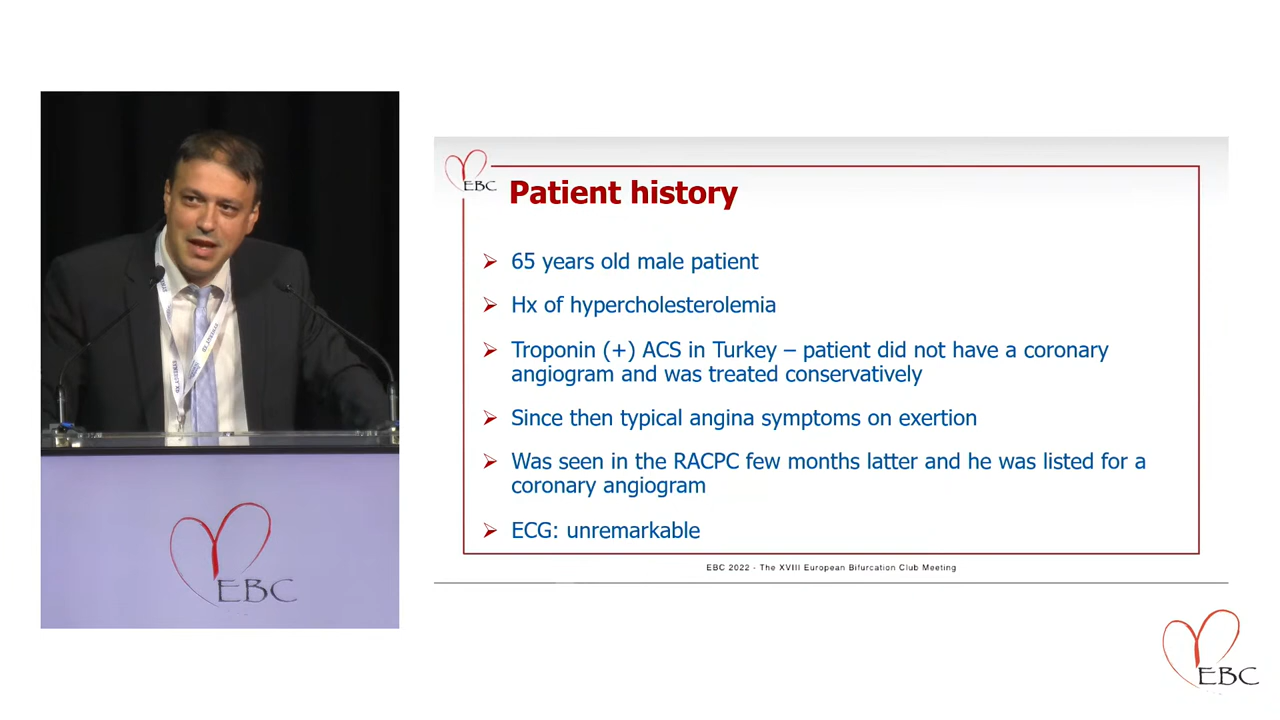 EBC
Patient history
65 years old male patient
Hx of hypercholesterolemia
Troponin (+) ACS in Turkey – patient did not have a coronary
angiogram and was treated conservatively
Since then typical angina symptoms on exertion
Was seen in the RACPC few months latter and he was listed for a
coronary angiogram
ECG: unremarkable
EBC 2022 - The XVIII European Bifurcation Club Meeting
EBC
EBC